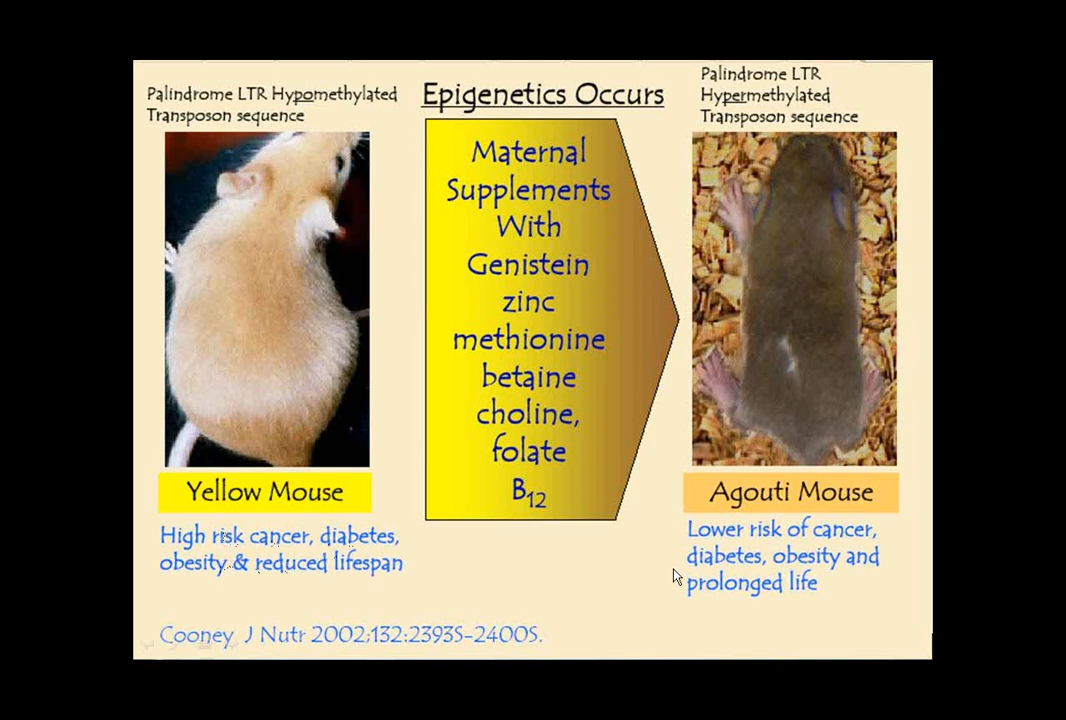 Palindrome LTR Hypomethylated
Transposon sequence
Epigenetics Occurs
Palindrome LTR
Hypermethylated
Transposon sequence
Maternal
Supplements
With
Genistein
zinc
methionine
betaine
choline,
folate
B12
Yellow Mouse
Agouti Mouse
High risk cancer, diabetes,
obesity & reduced lifespan
Lower risk of cancer,
diabetes, obesity and
prolonged life
Cooney J Nutr 2002;132:2393S-2400S.